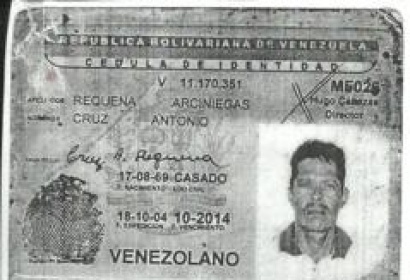 REPUBLICA BOLIVARIANA DE VENEZUELA
CEDULA DE IDENTIDAD
V 11.170.351
M5025
APELLIDOS REQUENA ARCINIEGAS
Hugo Cabezas
Director
NOMBRES CRUZ ANTONIO
Cruz A. Requena
17-08-69 CASADO
F. NACIMIENTO EDO CIVIL
18-10-04 10-2014
F. EXPEDICION F. VENCIMIENTO
VENEZOLANO